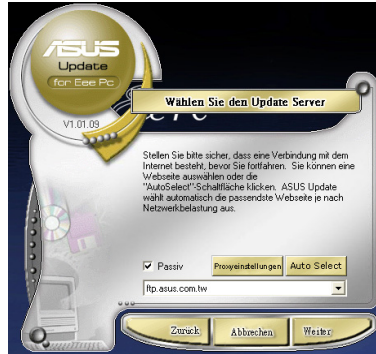 ASUS
Update
for Eee Pc
V1.01.09
Wählen Sie den Update Server
Stellen Sie bitte sicher, dass eine Verbindung mit dem
Internet besteht, bevor Sie fortfahren. Sie können eine
Webseite auswählen oder die
"AutoSelect"-Schaltfläche klicken. ASUS Update
wählt automatisch die passendste Webseite je nach
Netzwerkbelastung aus.
Passiv
Proxyeinstellungen
Auto Select
ftp.asus.com.tw
Zurück
Abbrechen
Weiter